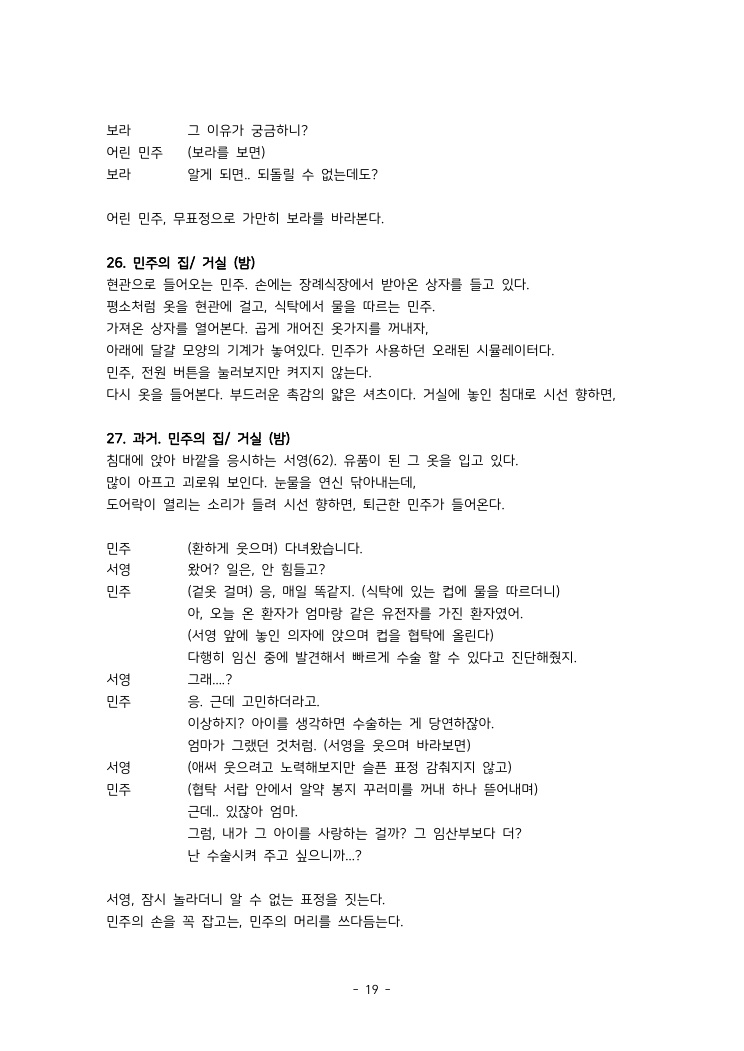 보라 그 이유가 궁금하니?
어린 민주 (보라를 보면)
보라 알게 되면.. 되돌릴 수 없는데도?
어린 민주, 무표정으로 가만히 보라를 바라본다.
26. 민주의 집/ 거실 (밤)
현관으로 들어오는 민주. 손에는 장례식장에서 받아온 상자를 들고 있다.
평소처럼 옷을 현관에 걸고, 식탁에서 물을 따르는 민주.
가져온 상자를 열어본다. 곱게 개어진 옷가지를 꺼내자,
아래에 달걀 모양의 기계가 놓여있다. 민주가 사용하던 오래된 시뮬레이터다.
민주, 전원 버튼을 눌러보지만 켜지지 않는다.
다시 옷을 들어본다. 부드러운 촉감의 얇은 셔츠이다. 거실에 놓인 침대로 시선 향하면,
27. 과거. 민주의 집/ 거실 (밤)
침대에 앉아 바깥을 응시하는 서영(62). 유품이 된 그 옷을 입고 있다.
많이 아프고 괴로워 보인다. 눈물을 연신 닦아내는데,
도어락이 열리는 소리가 들려 시선 향하면, 퇴근한 민주가 들어온다.
민주 (환하게 웃으며) 다녀왔습니다.
서영 왔어? 일은, 안 힘들고?
민주 (겉옷 걸며) 응, 매일 똑같지. (식탁에 있는 컵에 물을 따르더니)
아, 오늘 온 환자가 엄마랑 같은 유전자를 가진 환자였어.
(서영 앞에 놓인 의자에 앉으며 컵을 협탁에 올린다)
다행히 임신 중에 발견해서 빠르게 수술 할 수 있다고 진단해줬지.
서영 그래....?
민주 응. 근데 고민하더라고.
이상하지? 아이를 생각하면 수술하는 게 당연하잖아.
엄마가 그랬던 것처럼. (서영을 웃으며 바라보면)
서영 (애써 웃으려고 노력해보지만 슬픈 표정 감춰지지 않고)
민주 (협탁 서랍 안에서 알약 봉지 꾸러미를 꺼내 하나 뜯어내며)
근데.. 있잖아 엄마.
그럼, 내가 그 아이를 사랑하는 걸까? 그 임산부보다 더?
난 수술시켜 주고 싶으니까...?
서영, 잠시 놀라더니 알 수 없는 표정을 짓는다.
민주의 손을 꼭 잡고는, 민주의 머리를 쓰다듬는다.
- 19 -